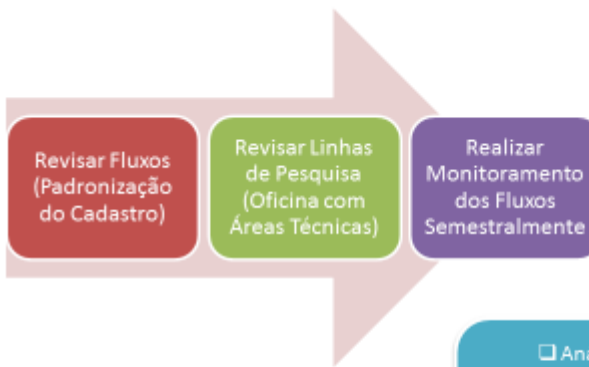 Revisar Fluxos
(Padronização
do Cadastro)
Revisar Linhas
de Pesquisa
(Oficina com
Áreas Técnicas)
Realizar
Monitoramento
dos Fluxos
Semestralmente